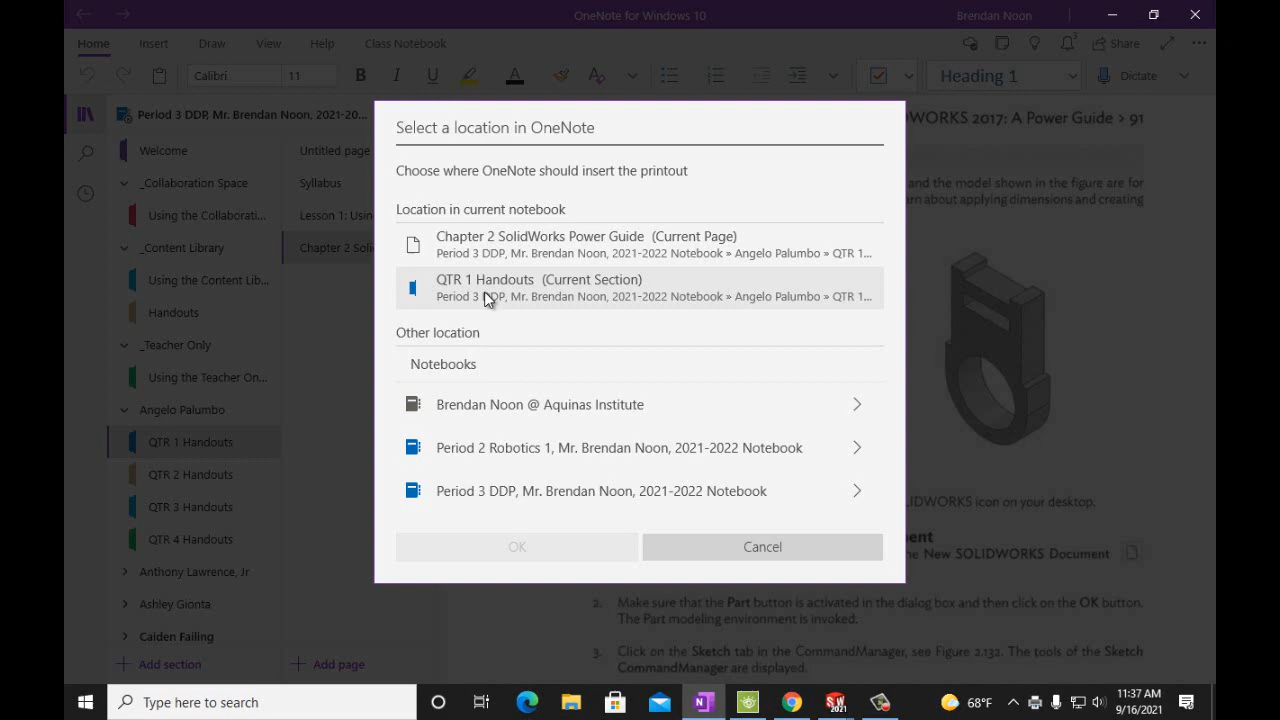 OneNote for Windows 10
Brendan Noon
Home Insert Draw View Help Class Notebook
3
Share
Calibri 11 B I U A Heading 1 Dictate
Period 3 DDP, Mr. Brendan Noon, 2021-20...
Welcome
_Collaboration Space
Using the Collaborati...
_Content Library
Using the Content Lib...
Handouts
_Teacher Only
Using the Teacher On...
Angelo Palumbo
QTR 1 Handouts
QTR 2 Handouts
QTR 3 Handouts
QTR 4 Handouts
Anthony Lawrence, Jr
Ashley Gionta
Caiden Failing
Add section
Untitled page
Syllabus
Lesson 1: Usin
Chapter 2 Soli
Add page
Select a location in OneNote
Choose where OneNote should insert the printout
Location in current notebook
Chapter 2 SolidWorks Power Guide (Current Page)
Period 3 DDP, Mr. Brendan Noon, 2021-2022 Notebook » Angelo Palumbo » QTR 1...
QTR 1 Handouts (Current Section)
Period 3 DDP, Mr. Brendan Noon, 2021-2022 Notebook » Angelo Palumbo » QTR 1...
Other location
Notebooks
Brendan Noon @ Aquinas Institute
Period 2 Robotics 1, Mr. Brendan Noon, 2021-2022 Notebook
Period 3 DDP, Mr. Brendan Noon, 2021-2022 Notebook
OK Cancel
WORKS 2017: A Power Guide > 91
and the model shown in the figure are for
arn about applying dimensions and creating
IDWORKS icon on your desktop.
ment
the New SOLIDWORKS Document
2. Make sure that the Part button is activated in the dialog box and then click on the OK button.
The Part modeling environment is invoked.
3. Click on the Sketch tab in the CommandManager, see Figure 2.132. The tools of the Sketch
CommandManager are displayed.
Type here to search
N
SW
2021
68°F
11:37 AM
9/16/2021